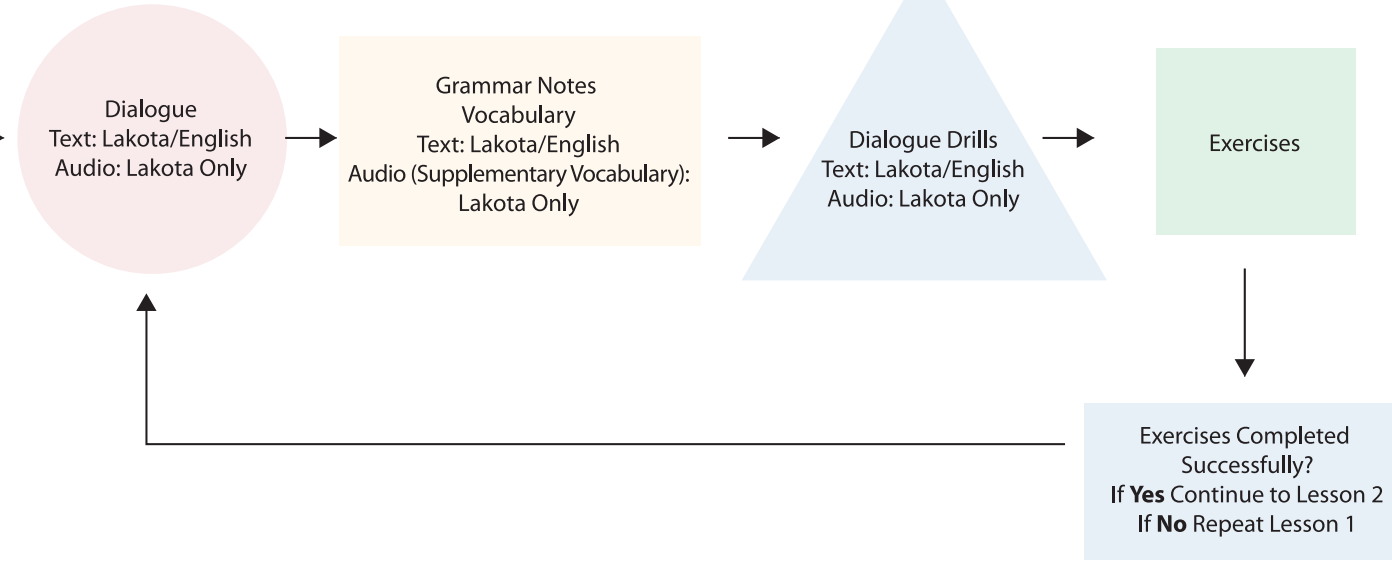 Dialogue
Text: Lakota/English
Audio: Lakota Only
Grammar Notes
Vocabulary
Text: Lakota/English
Audio (Supplementary Vocabulary):
Lakota Only
Dialogue Drills
Text: Lakota/English
Audio: Lakota Only
Exercises
Exercises Completed
Successfully?
If Yes Continue to Lesson 2
If No Repeat Lesson 1